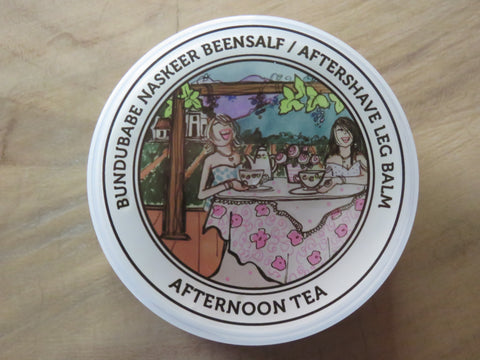 BUNDUBABE NASKEER BEENSALF / AFTERSHAVE LEG BALM
AFTERNOON TEA